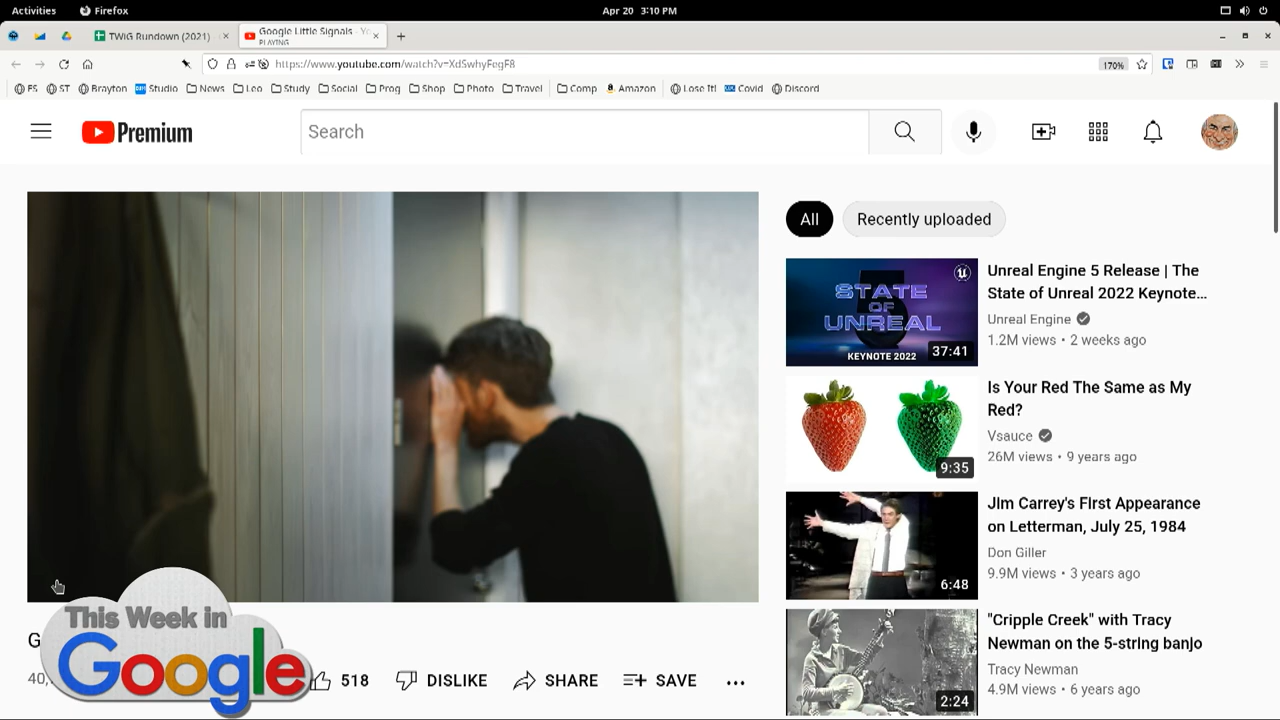 Activities Firefox Apr 20 3:10 PM
TWiG Rundown (2021) Google Little Signals - Yo
PLAYING
https://www.youtube.com/watch?v=XdSwhyFegF8 170%
FS ST Brayton Studio News Leo Study Social Prog Shop Photo Travel Comp Amazon Lose It! Covid Discord
Premium Search
All Recently uploaded
STATE
OF
UNREAL
KEYNOTE 2022
37:41
Unreal Engine 5 Release | The
State of Unreal 2022 Keynote...
Unreal Engine
1.2M views • 2 weeks ago
9:35
Is Your Red The Same as My
Red?
Vsauce
26M views • 9 years ago
6:48
Jim Carrey's First Appearance
on Letterman, July 25, 1984
Don Giller
9.9M views • 3 years ago
2:24
"Cripple Creek" with Tracy
Newman on the 5-string banjo
Tracy Newman
4.9M views • 6 years ago
This Week in
Google
G
40,
518 DISLIKE SHARE SAVE